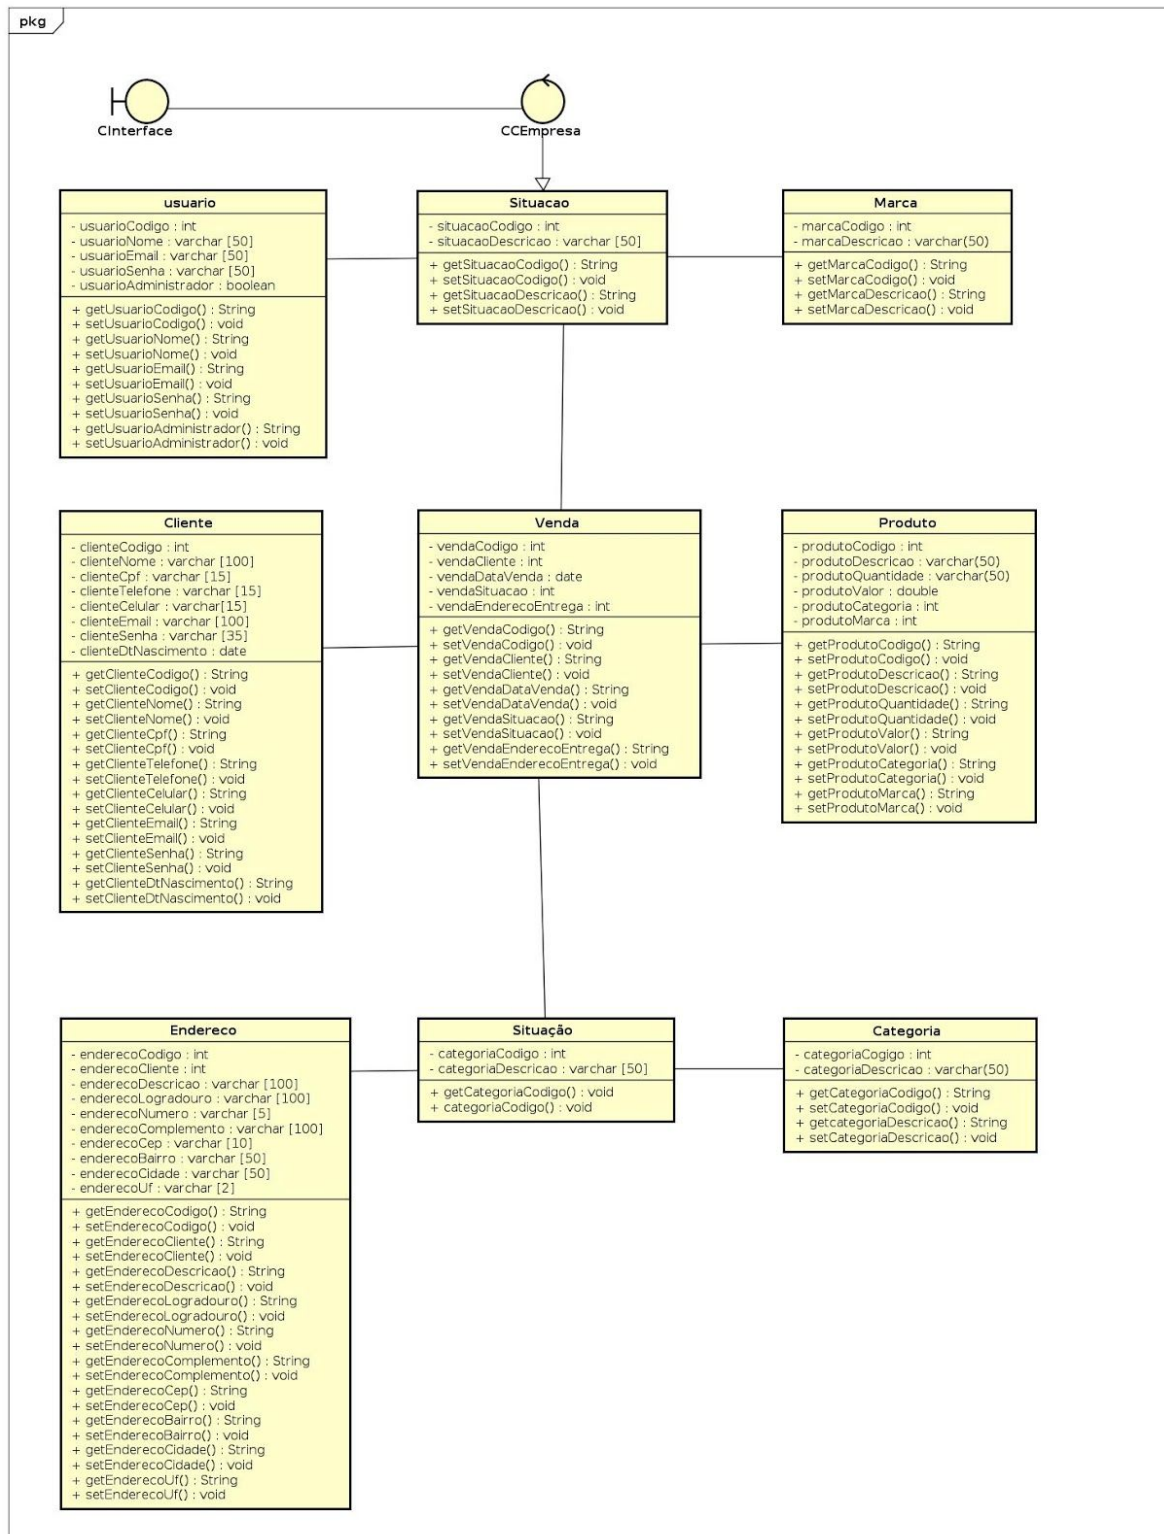 pkg
CInterface
CCEmpresa
usuario
- usuarioCodigo : int
- usuarioNome : varchar [50]
- usuarioEmail : varchar [50]
- usuarioSenha : varchar [50]
- usuarioAdministrador : boolean
+ getUsuarioCodigo() : String
+ setUsuarioCodigo() : void
+ getUsuarioNome() : String
+ setUsuarioNome() : void
+ getUsuarioEmail() : String
+ setUsuarioEmail() : void
+ getUsuarioSenha() : String
+ setUsuarioSenha() : void
+ getUsuarioAdministrador() : String
+ setUsuarioAdministrador() : void
Situacao
- situacaoCodigo : int
- situacaoDescricao : varchar [50]
+ getSituacaoCodigo() : String
+ setSituacaoCodigo() : void
+ getSituacaoDescricao() : String
+ setSituacaoDescricao() : void
Marca
- marcaCodigo : int
- marcaDescricao : varchar(50)
+ getMarcaCodigo() : String
+ setMarcaCodigo() : void
+ getMarcaDescricao() : String
+ setMarcaDescricao() : void
Cliente
- clienteCodigo : int
- clienteNome : varchar [100]
- clienteCpf : varchar [15]
- clienteTelefone : varchar [15]
- clienteCelular : varchar[15]
- clienteEmail : varchar [100]
- clienteSenha : varchar [35]
- clienteDtNascimento : date
+ getClienteCodigo() : String
+ setClienteCodigo() : void
+ getClienteNome() : String
+ setClienteNome() : void
+ getClienteCpf() : String
+ setClienteCpf() : void
+ getClienteTelefone() : String
+ setClienteTelefone() : void
+ getClienteCelular() : String
+ setClienteCelular() : void
+ getClienteEmail() : String
+ setClienteEmail() : void
+ getClienteSenha() : String
+ setClienteSenha() : void
+ getClienteDtNascimento() : String
+ setClienteDtNascimento() : void
Venda
- vendaCodigo : int
- vendaCliente : int
- vendaDataVenda : date
- vendaSituacao : int
- vendaEnderecoEntrega : int
+ getVendaCodigo() : String
+ setVendaCodigo() : void
+ getVendaCliente() : String
+ setVendaCliente() : void
+ getVendaDataVenda() : String
+ setVendaDataVenda() : void
+ getVendaSituacao() : String
+ setVendaSituacao() : void
+ getVendaEnderecoEntrega() : String
+ setVendaEnderecoEntrega() : void
Produto
- produtoCodigo : int
- produtoDescricao : varchar(50)
- produtoQuantidade : varchar(50)
- produtoValor : double
- produtoCategoria : int
- produtoMarca : int
+ getProdutoCodigo() : String
+ setProdutoCodigo() : void
+ getProdutoDescricao() : String
+ setProdutoDescricao() : void
+ getProdutoQuantidade() : String
+ setProdutoQuantidade() : void
+ getProdutoValor() : String
+ setProdutoValor() : void
+ getProdutoCategoria() : String
+ setProdutoCategoria() : void
+ getProdutoMarca() : String
+ setProdutoMarca() : void
Endereco
- enderecoCodigo : int
- enderecoCliente : int
- enderecoDescricao : varchar [100]
- enderecoLogradouro : varchar [100]
- enderecoNumero : varchar [5]
- enderecoComplemento : varchar [100]
- enderecoCep : varchar [10]
- enderecoBairro : varchar [50]
- enderecoCidade : varchar [50]
- enderecoUf : varchar [2]
+ getEnderecoCodigo() : String
+ setEnderecoCodigo() : void
+ getEnderecoCliente() : String
+ setEnderecoCliente() : void
+ getEnderecoDescricao() : String
+ setEnderecoDescricao() : void
+ getEnderecoLogradouro() : String
+ setEnderecoLogradouro() : void
+ getEnderecoNumero() : String
+ setEnderecoNumero() : void
+ getEnderecoComplemento() : String
+ setEnderecoComplemento() : void
+ getEnderecoCep() : String
+ setEnderecoCep() : void
+ getEnderecoBairro() : String
+ setEnderecoBairro() : void
+ getEnderecoCidade() : String
+ setEnderecoCidade() : void
+ getEnderecoUf() : String
+ setEnderecoUf() : void
Situação
- categoriaCodigo : int
- categoriaDescricao : varchar [50]
+ getCategoriaCodigo() : void
+ categoriaCodigo() : void
Categoria
- categoriaCogigo : int
- categoriaDescricao : varchar(50)
+ getCategoriaCodigo() : String
+ setCategoriaCodigo() : void
+ getcategoriaDescricao() : String
+ setCategoriaDescricao() : void